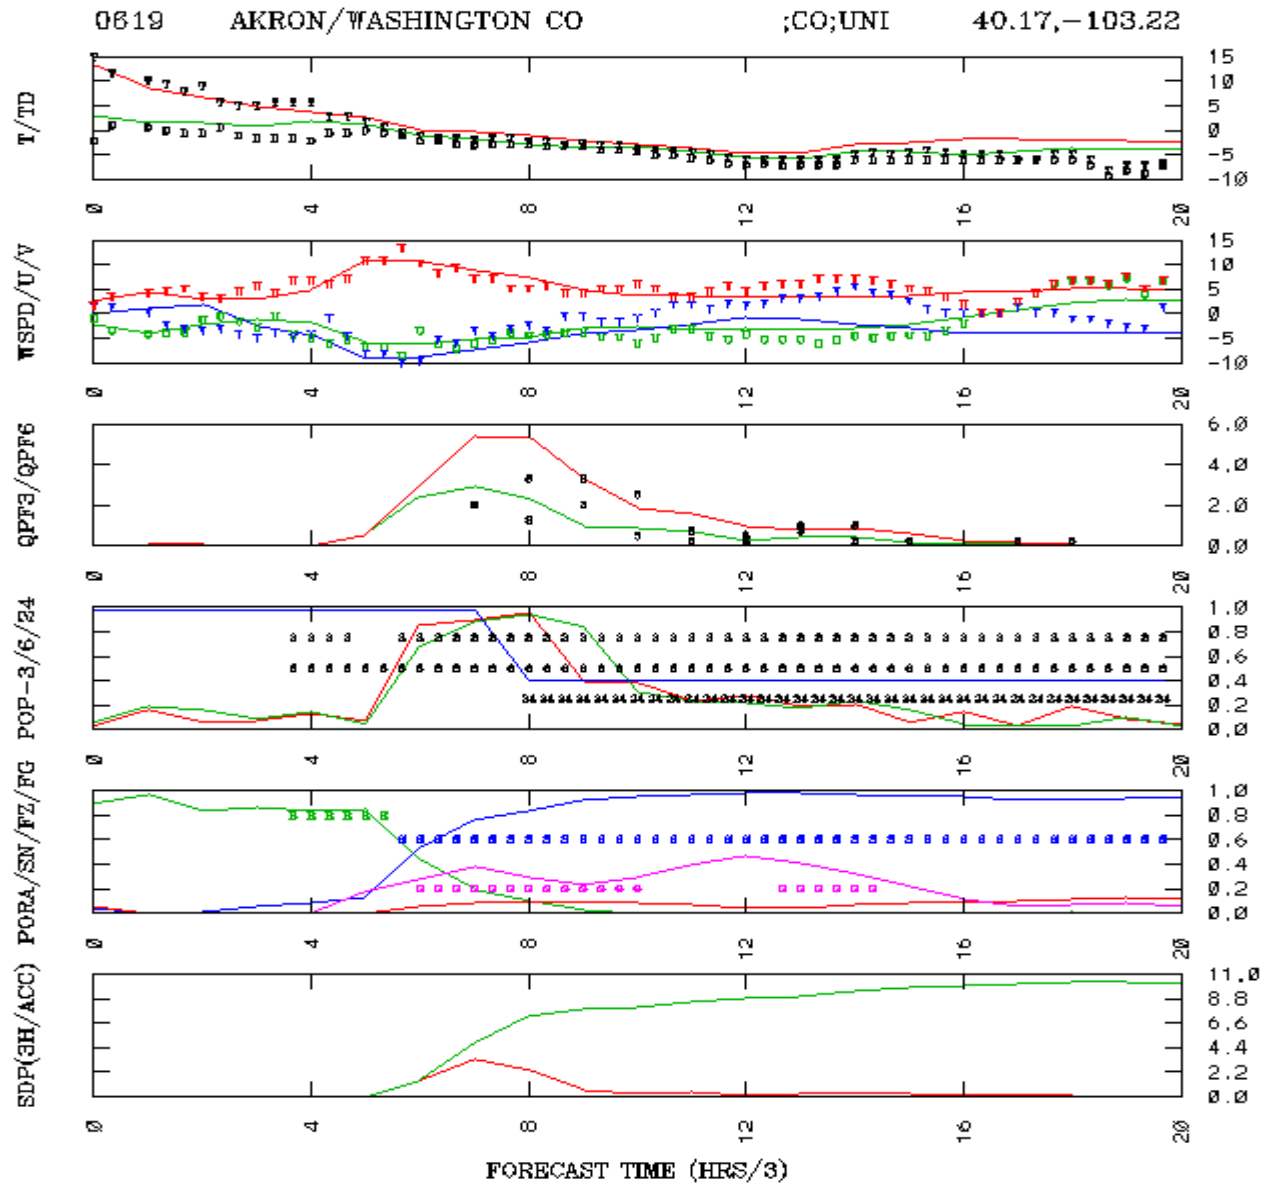 0619 AKRON/WASHINGTON CO ;CO;UNI 40.17,-103.22
T/TD
15
10
5
0
-5
-10
0 4 8 12 16 20
WSPD/U/V
15
10
5
0
-5
-10
0 4 8 12 16 20
QPF3/QPF6
6.0
4.0
2.0
0.0
0 4 8 12 16 20
POP-3/6/24
1.0
0.8
0.6
0.4
0.2
0.0
0 4 8 12 16 20
PORA/SN/FZ/FG
1.0
0.8
0.6
0.4
0.2
0.0
0 4 8 12 16 20
SDP(3H/ACC)
11.0
8.8
6.6
4.4
2.2
0.0
0 4 8 12 16 20
FORECAST TIME (HRS/3)